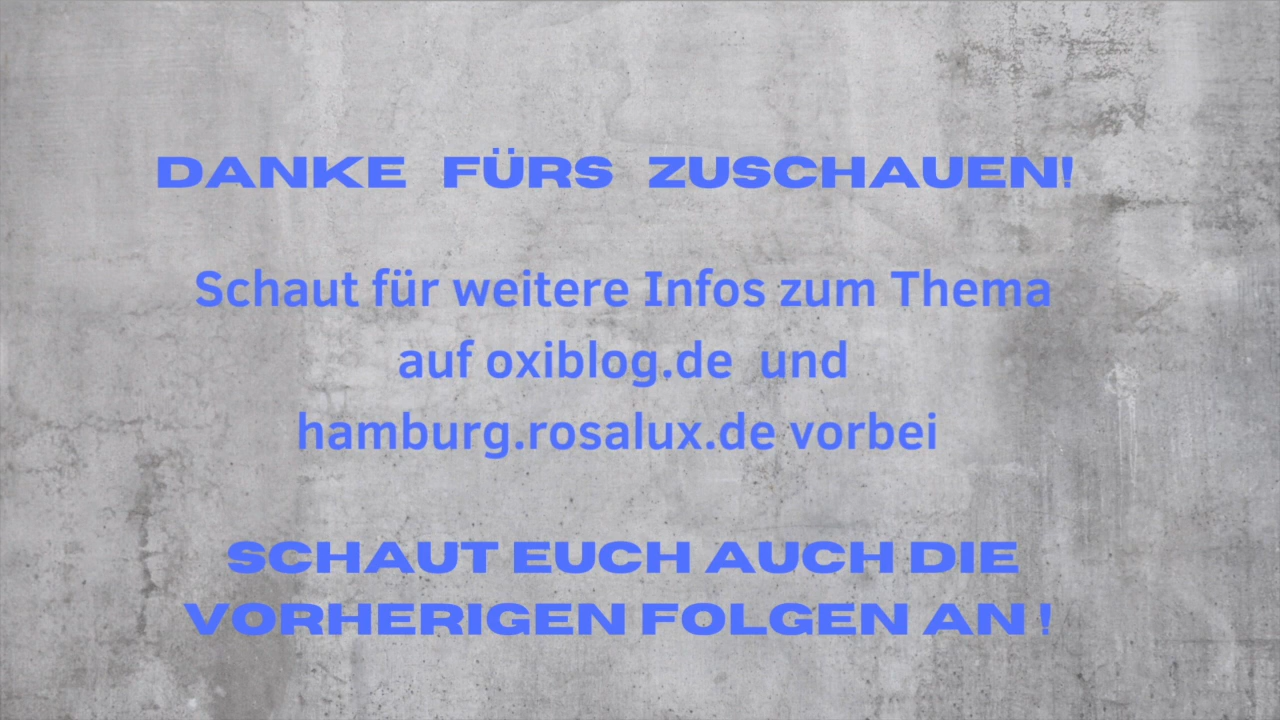 DANKE FÜRS ZUSCHAUEN!
Schaut für weitere Infos zum Thema
auf oxiblog.de und
hamburg.rosalux.de vorbei
SCHAUT EUCH AUCH DIE
VORHERIGEN FOLGEN AN !